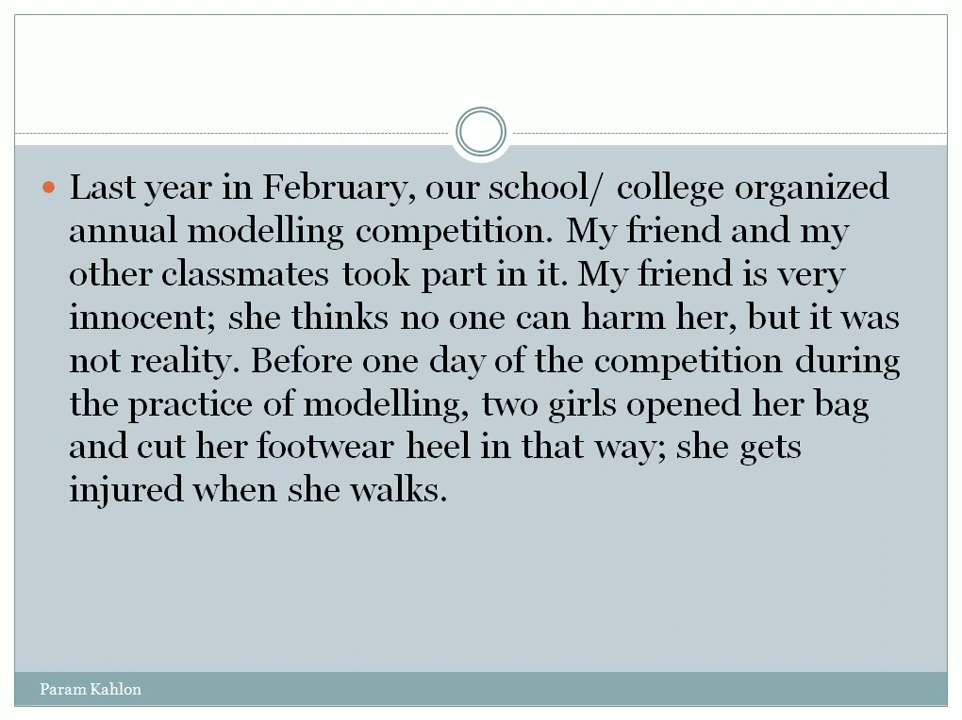 Last year in February, our school/ college organized
annual modelling competition. My friend and my
other classmates took part in it. My friend is very
innocent; she thinks no one can harm her, but it was
not reality. Before one day of the competition during
the practice of modelling, two girls opened her bag
and cut her footwear heel in that way; she gets
injured when she walks.
Param Kahlon